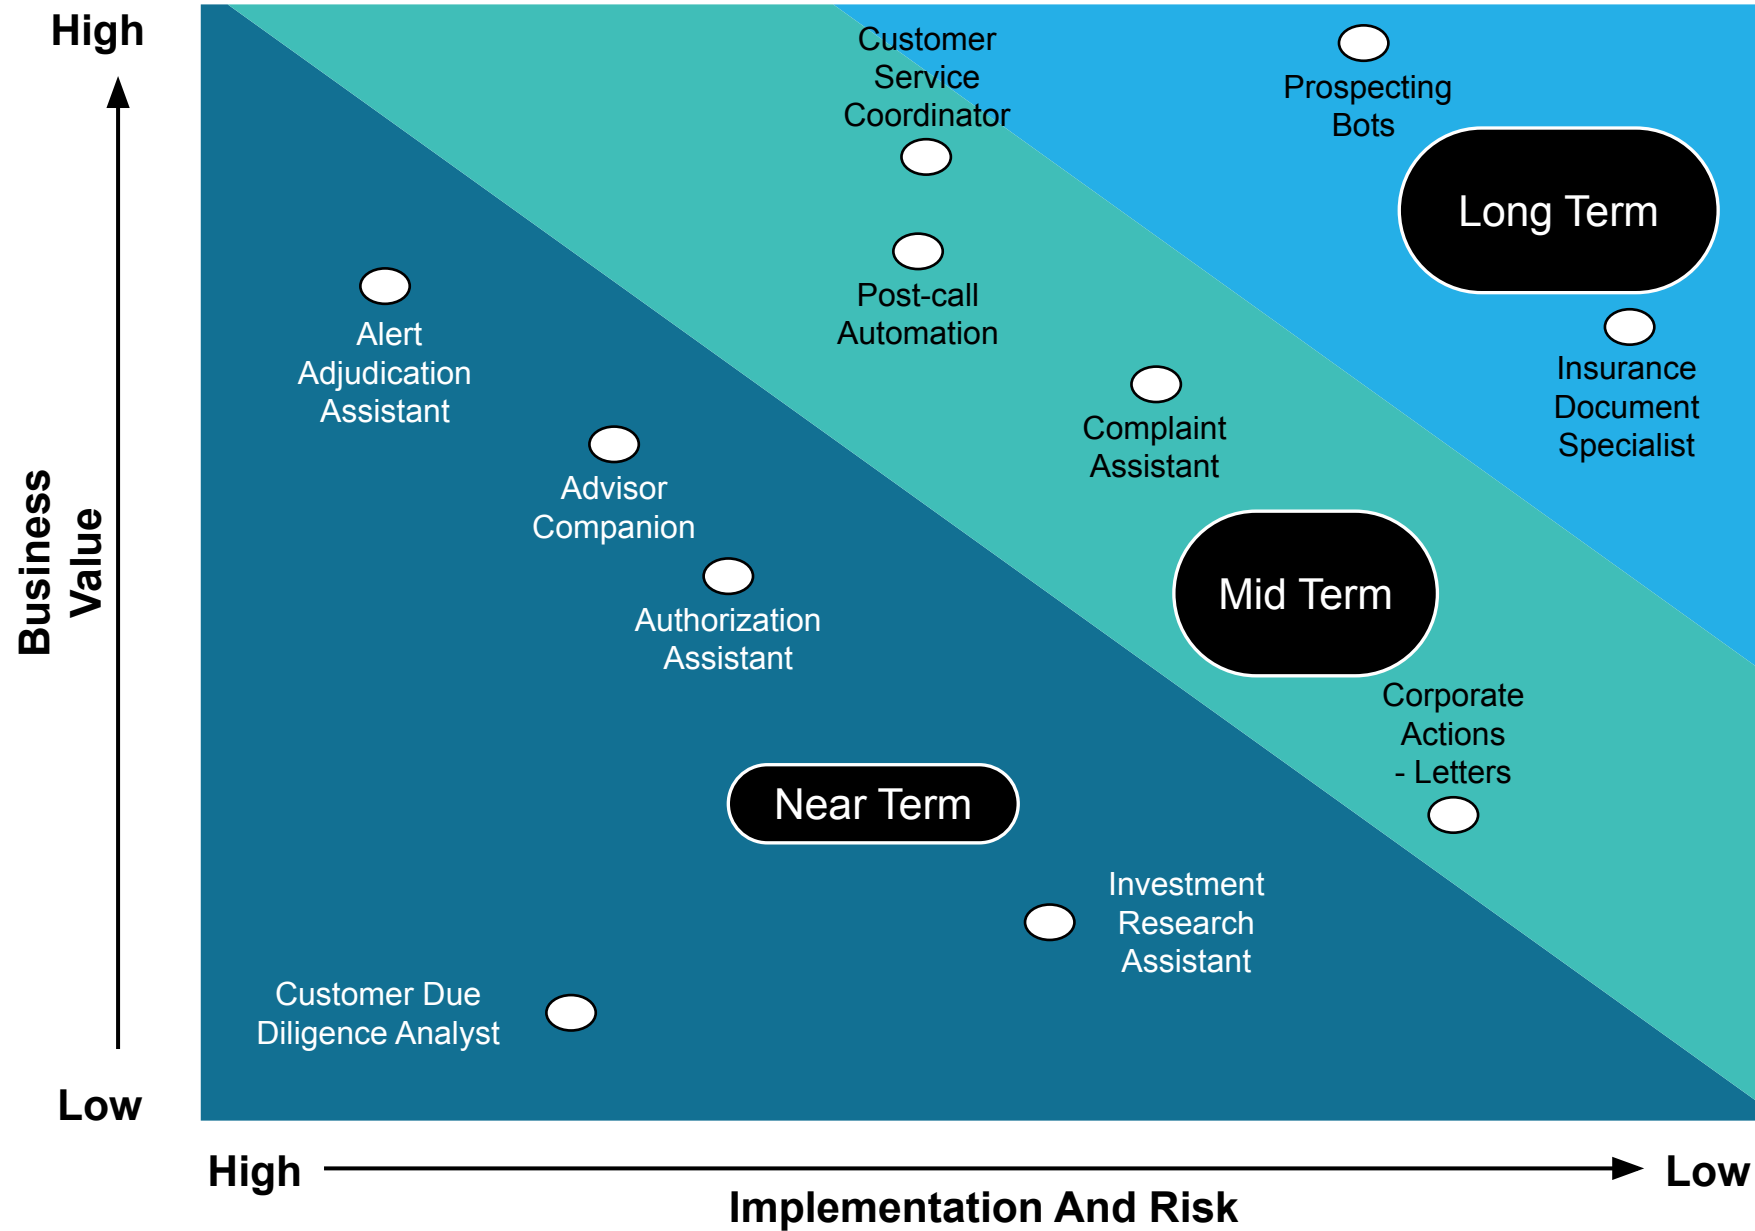 High
Customer
Service
Coordinator
Prospecting
Bots
Long Term
Post-call
Automation
Alert
Adjudication
Assistant
Insurance
Document
Specialist
Complaint
Assistant
Advisor
Companion
Business
Value
Mid Term
Authorization
Assistant
Corporate
Actions
- Letters
Near Term
Investment
Research
Assistant
Customer Due
Diligence Analyst
Low
High
Low
Implementation And Risk